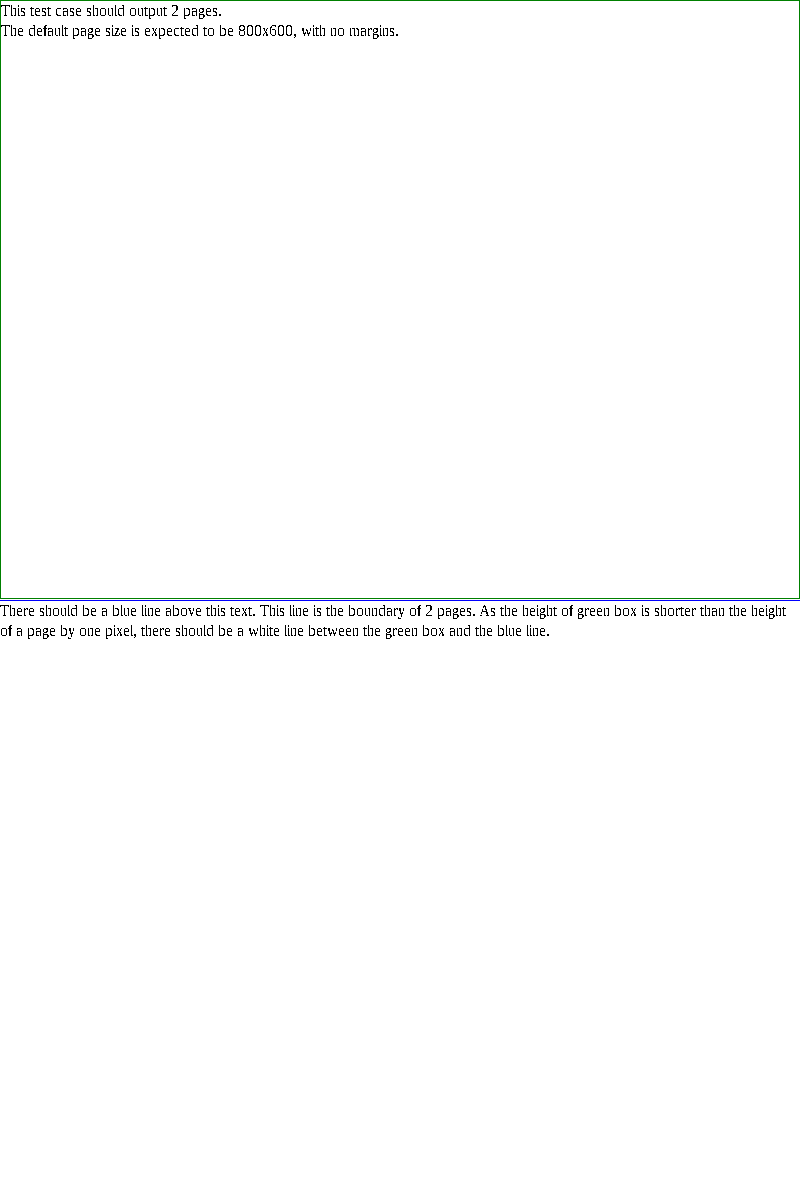 This test case should output 2 pages.
The default page size is expected to be 800x600, with no margins.
There should be a blue line above this text. This line is the boundary of 2 pages. As the height of green box is shorter than the height
of a page by one pixel, there should be a white line between the green box and the blue line.